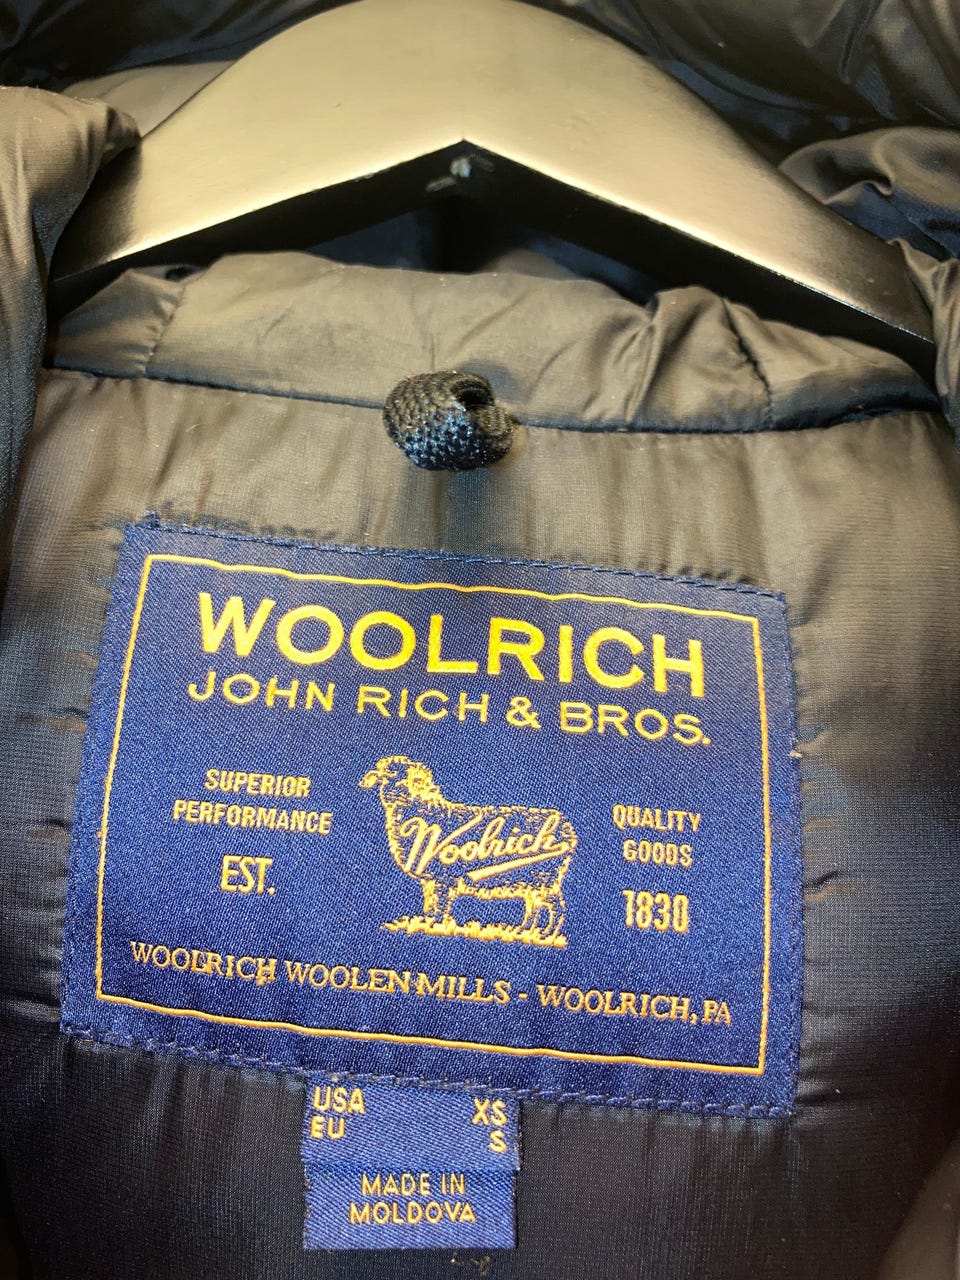 WOOLRICH
JOHN RICH & BROS.
SUPERIOR
PERFORMANCE
EST.
Woolrich
QUALITY
GOODS
1830
WOOLRICH WOOLEN MILLS - WOOLRICH, PA
USA XS
EU S
MADE IN
MOLDOVA